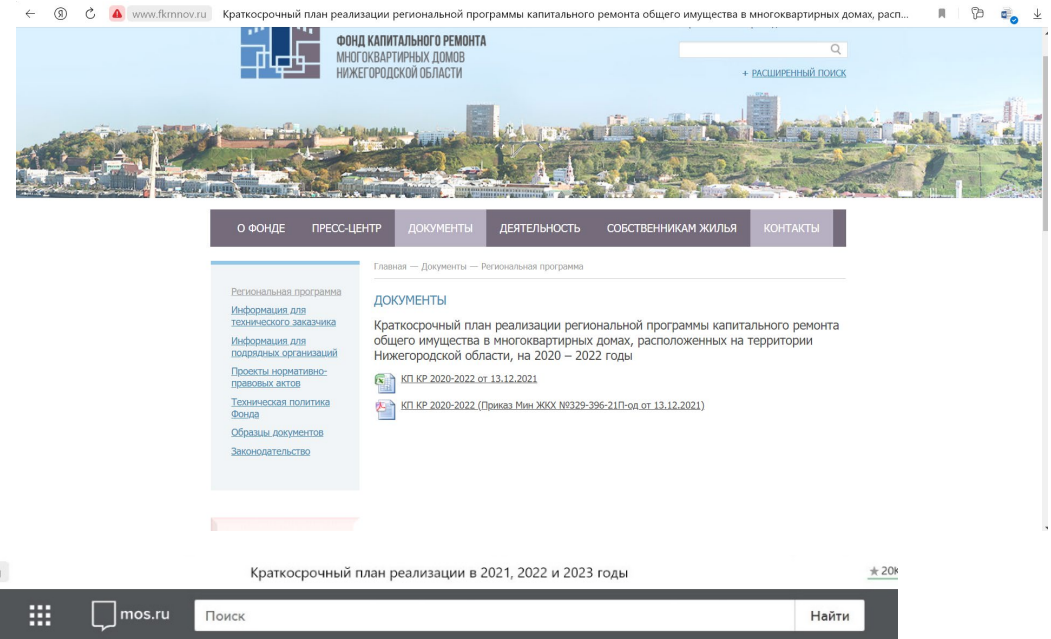 www.fkrnnov.ru Краткосрочный план реализации региональной программы капитального ремонта общего имущества в многоквартирных домах, расп...
ФОНД КАПИТАЛЬНОГО РЕМОНТА
МНОГОКВАРТИРНЫХ ДОМОВ
НИЖЕГОРОДСКОЙ ОБЛАСТИ
+ РАСШИРЕННЫЙ ПОИСК
О ФОНДЕ ПРЕСС-ЦЕНТР ДОКУМЕНТЫ ДЕЯТЕЛЬНОСТЬ СОБСТВЕННИКАМ ЖИЛЬЯ КОНТАКТЫ
Региональная программа
Информация для
технического заказчика
Информация для
подрядных организаций
Проекты нормативно-
правовых актов
Техническая политика
Фонда
Образцы документов
Законодательство
Главная — Документы — Региональная программа
ДОКУМЕНТЫ
Краткосрочный план реализации региональной программы капитального ремонта
общего имущества в многоквартирных домах, расположенных на территории
Нижегородской области, на 2020 – 2022 годы
КП КР 2020-2022 от 13.12.2021
КП КР 2020-2022 (Приказ Мин ЖКХ №329-396-21П-од от 13.12.2021)
Краткосрочный план реализации в 2021, 2022 и 2023 годы
★ 20К
mos.ru Поиск Найти